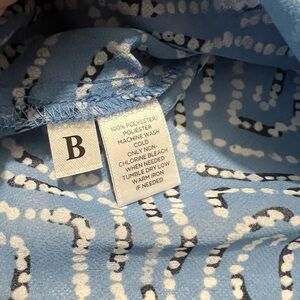 B
100% POLYESTER/
POLIESTER
MACHINE WASH
COLD
ONLY NON-
CHLORINE BLEACH
WHEN NEEDED
TUMBLE DRY LOW
WARM IRON
IF NEEDED